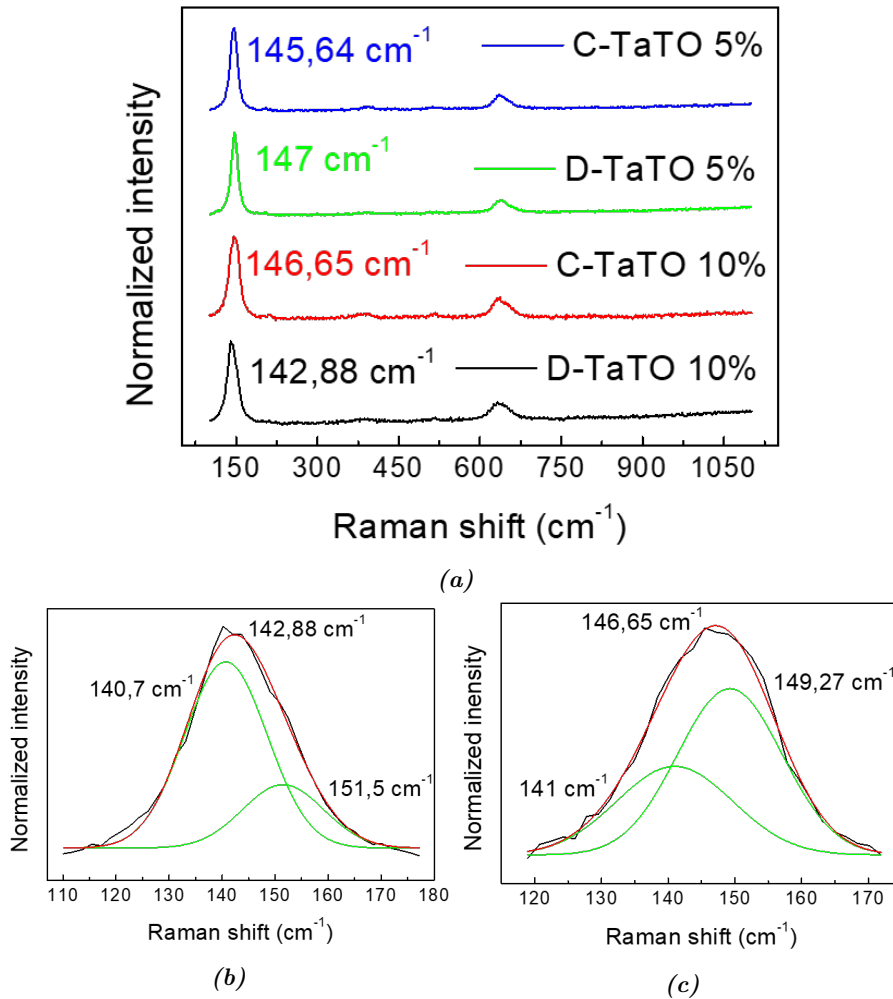 Normalized intensity
145,64 cm⁻¹ C-TaTO 5%
147 cm⁻¹ D-TaTO 5%
146,65 cm⁻¹ C-TaTO 10%
142,88 cm⁻¹ D-TaTO 10%
150 300 450 600 750 900 1050
Raman shift (cm⁻¹)
(a)
Normalized intensity
142,88 cm⁻¹
140,7 cm⁻¹
151,5 cm⁻¹
110 120 130 140 150 160 170 180
Raman shift (cm⁻¹)
(b)
Normalized inensity
146,65 cm⁻¹
149,27 cm⁻¹
141 cm⁻¹
120 130 140 150 160 170
Raman shift (cm⁻¹)
(c)